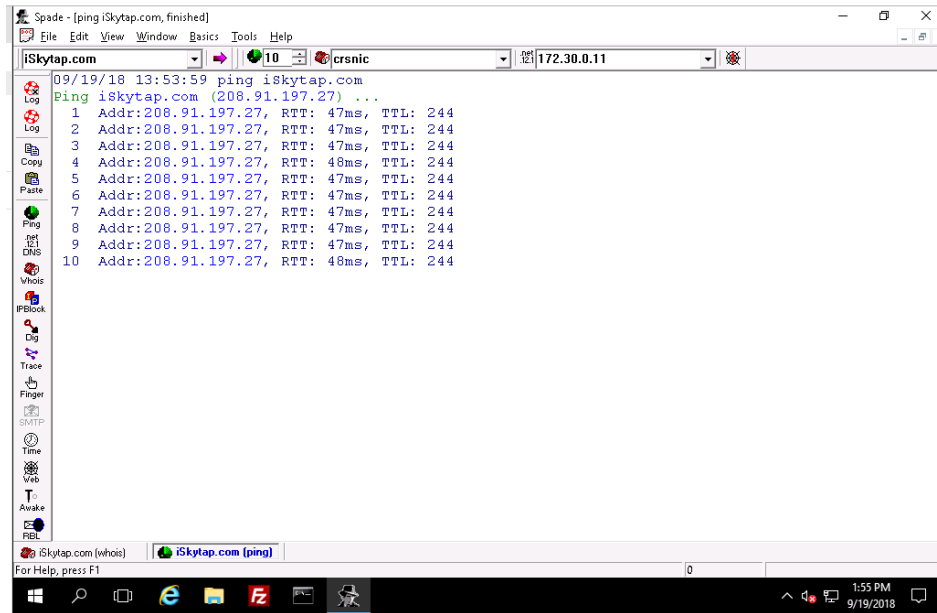 Spade - [ping iSkytap.com, finished]
File Edit View Window Basics Tools Help
iSkytap.com 10 crsnic .net 12.1 172.30.0.11
09/19/18 13:53:59 ping iSkytap.com
Ping iSkytap.com (208.91.197.27) ...
1 Addr:208.91.197.27, RTT: 47ms, TTL: 244
2 Addr:208.91.197.27, RTT: 47ms, TTL: 244
3 Addr:208.91.197.27, RTT: 47ms, TTL: 244
4 Addr:208.91.197.27, RTT: 48ms, TTL: 244
5 Addr:208.91.197.27, RTT: 47ms, TTL: 244
6 Addr:208.91.197.27, RTT: 47ms, TTL: 244
7 Addr:208.91.197.27, RTT: 47ms, TTL: 244
8 Addr:208.91.197.27, RTT: 47ms, TTL: 244
9 Addr:208.91.197.27, RTT: 47ms, TTL: 244
10 Addr:208.91.197.27, RTT: 48ms, TTL: 244
Log
Log
Copy
Paste
Ping
.net
12.1
DNS
Whois
IPBlock
Dig
Trace
Finger
SMTP
Time
Web
Awake
RBL
iSkytap.com (whois) iSkytap.com (ping)
For Help, press F1 0
1:55 PM
9/19/2018